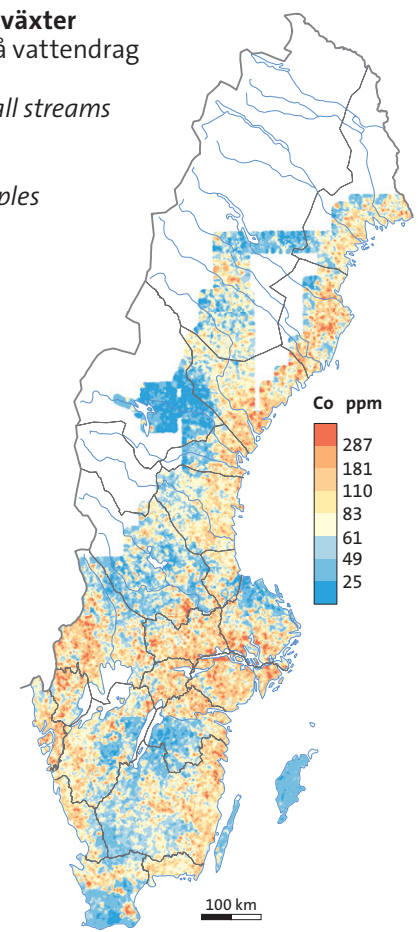 växter
å vattendrag
all streams
ples
Co ppm
287
181
110
83
61
49
25
100 km